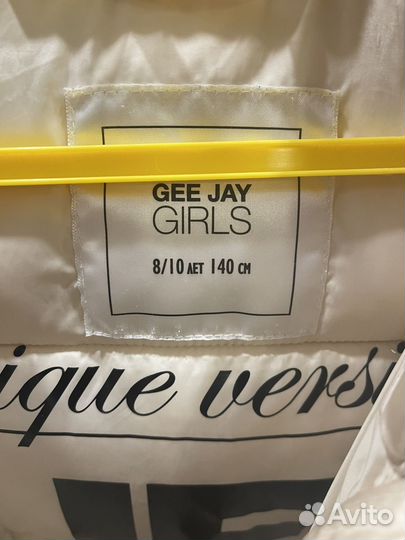 GEE JAY
GIRLS
8/10 ЛЕТ 140 СМ
ique versi
Avito